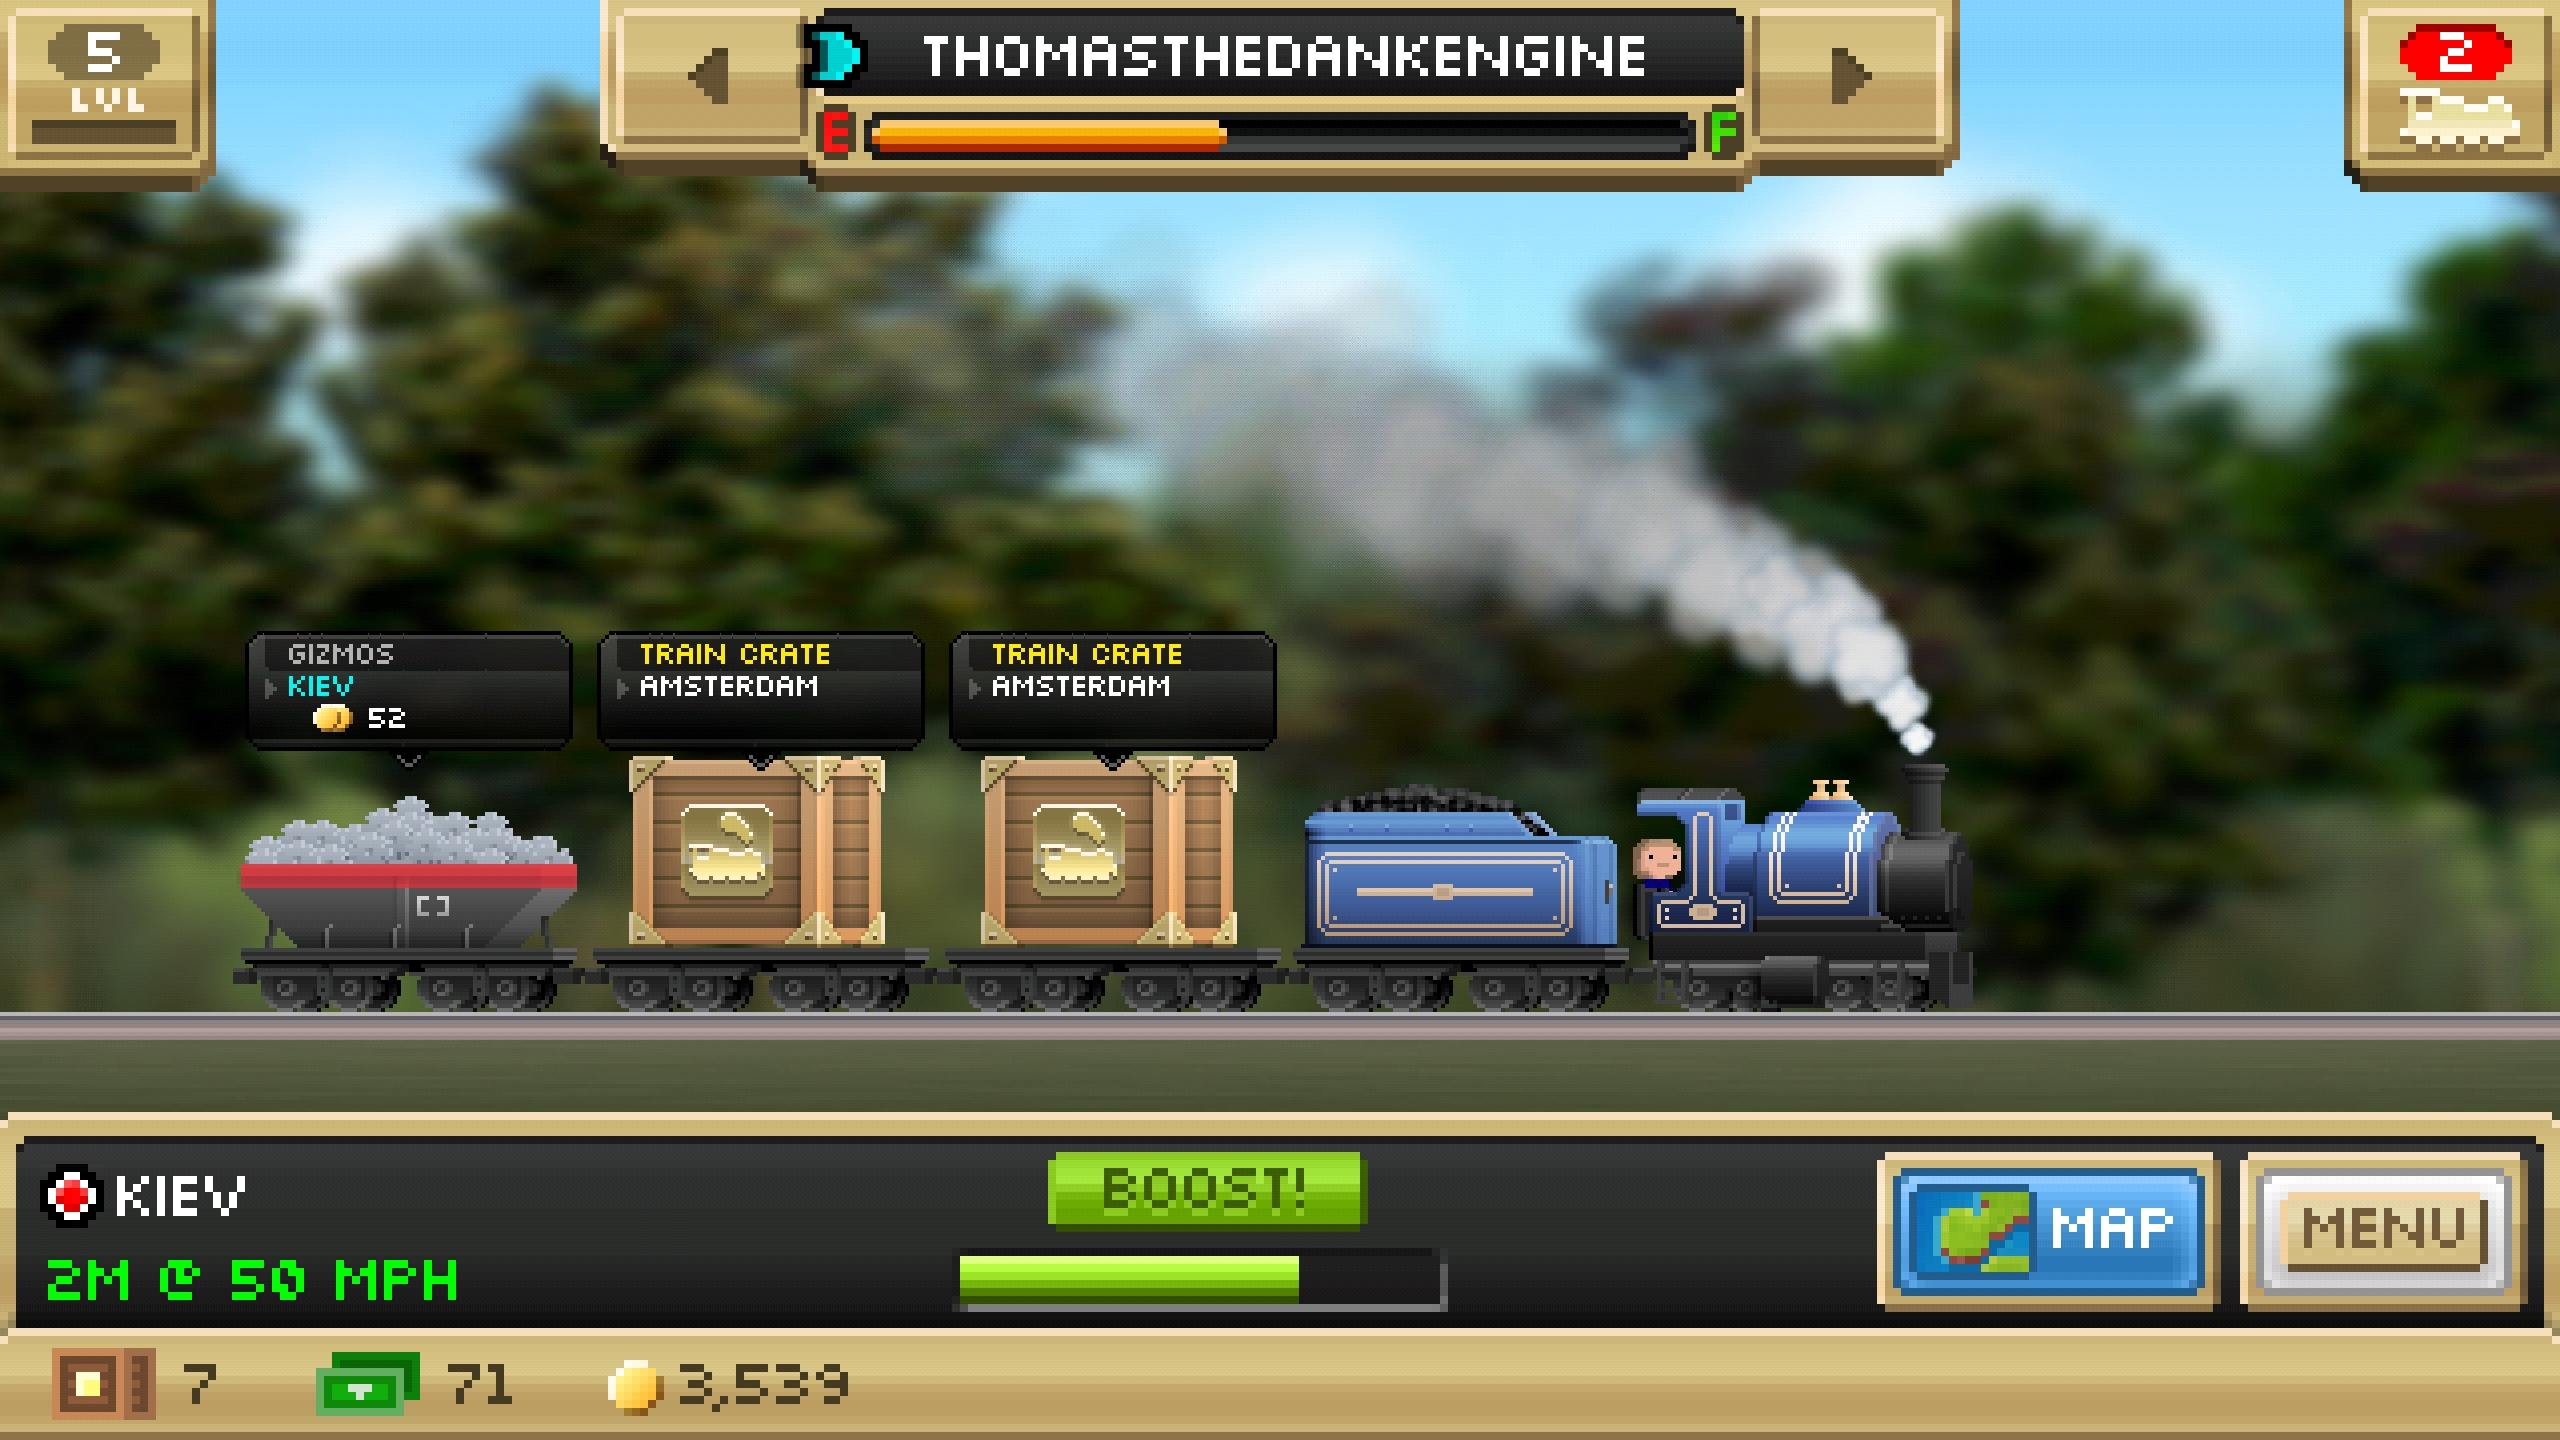 5
LVL
THOMASTHEDANKENGINE
E
F
2
GIZMOS
KIEV
52
TRAIN CRATE
AMSTERDAM
TRAIN CRATE
AMSTERDAM
KIEV
2M @ 50 MPH
BOOST!
MAP
MENU
7
71
3,539